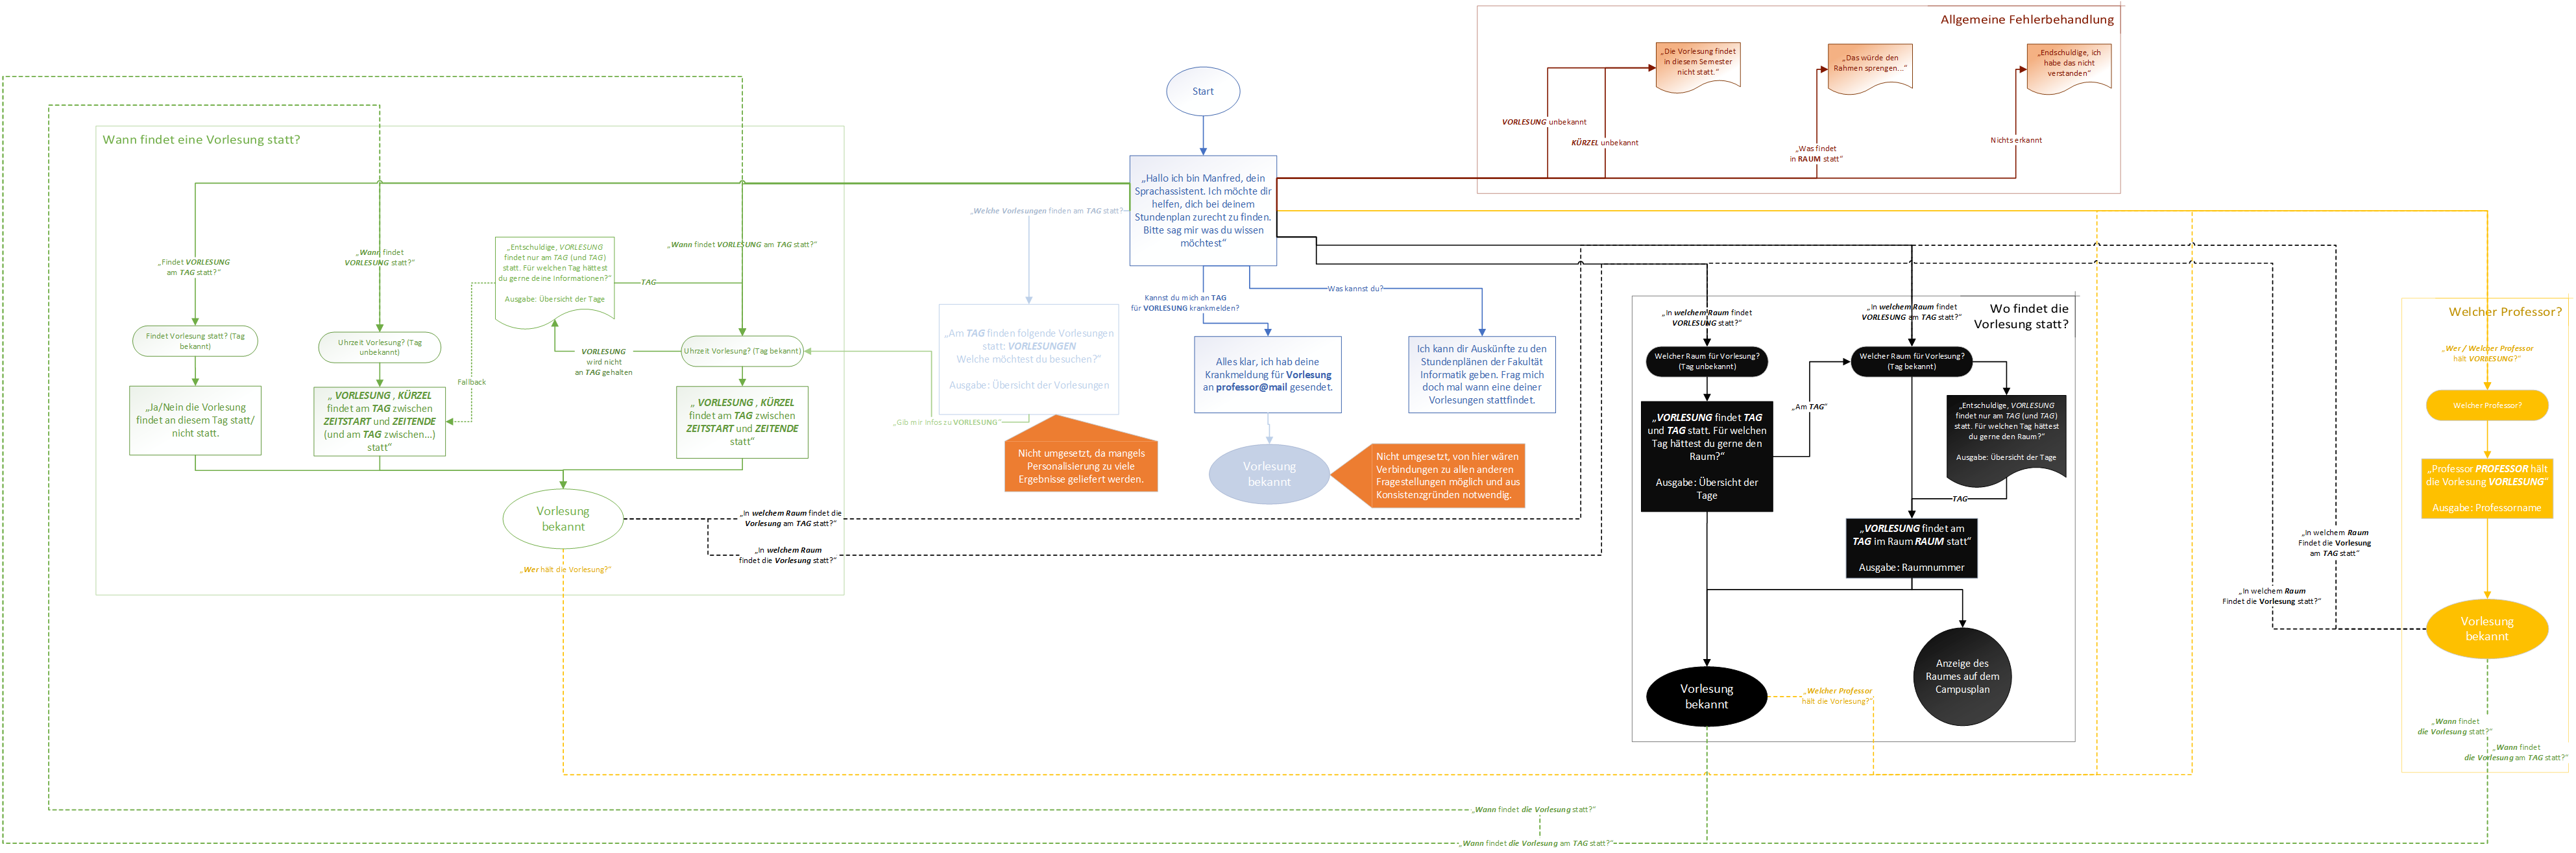 Allgemeine Fehlerbehandlung
„Die Vorlesung findet
in diesem Semester
nicht statt.“
„Das würde den
Rahmen sprengen...“
„Endschuldige, ich
habe das nicht
verstanden“
VORLESUNG unbekannt
KÜRZEL unbekannt
„Was findet
in RAUM statt“
Nichts erkannt
Start
„Hallo ich bin Manfred, dein
Sprachassistent. Ich möchte dir
helfen, dich bei deinem
Stundenplan zurecht zu finden.
Bitte sag mir was du wissen
möchtest“
Wann findet eine Vorlesung statt?
„Findet VORLESUNG
am TAG statt?“
„Wann findet
VORLESUNG statt?“
„Entschuldige, VORLESUNG
findet nur am TAG (und TAG)
statt. Für welchen Tag hättest
du gerne deine Informationen?“
Ausgabe: Übersicht der Tage
TAG
„Wann findet VORLESUNG am TAG statt?“
Findet Vorlesung statt? (Tag
bekannt)
Uhrzeit Vorlesung? (Tag
unbekannt)
VORLESUNG
wird nicht
an TAG gehalten
Uhrzeit Vorlesung? (Tag bekannt)
Fallback
„Ja/Nein die Vorlesung
findet an diesem Tag statt/
nicht statt.
„ VORLESUNG , KÜRZEL
findet am TAG zwischen
ZEITSTART und ZEITENDE
(und am TAG zwischen...)
statt“
„ VORLESUNG , KÜRZEL
findet am TAG zwischen
ZEITSTART und ZEITENDE
statt“
Vorlesung
bekannt
„In welchem Raum findet die
Vorlesung am TAG statt?“
„In welchem Raum
findet die Vorlesung statt?“
„Wer hält die Vorlesung?“
„Welche Vorlesungen finden am TAG statt?
„Am TAG finden folgende Vorlesungen
statt: VORLESUNGEN
Welche möchtest du besuchen?“
Ausgabe: Übersicht der Vorlesungen
„Gib mir Infos zu VORLESUNG“
Nicht umgesetzt, da mangels
Personalisierung zu viele
Ergebnisse geliefert werden.
Kannst du mich an TAG
für VORLESUNG krankmelden?
Was kannst du?
Alles klar, ich hab deine
Krankmeldung für Vorlesung
an professor@mail gesendet.
Ich kann dir Auskünfte zu den
Stundenplänen der Fakultät
Informatik geben. Frag mich
doch mal wann eine deiner
Vorlesungen stattfindet.
Vorlesung
bekannt
Nicht umgesetzt, von hier wären
Verbindungen zu allen anderen
Fragestellungen möglich und aus
Konsistenzgründen notwendig.
Wo findet die
Vorlesung statt?
„In welchem Raum findet
VORLESUNG statt?“
„In welchem Raum findet
VORLESUNG am TAG statt?“
Welcher Raum für Vorlesung?
(Tag unbekannt)
Welcher Raum für Vorlesung?
(Tag bekannt)
„Am TAG“
„VORLESUNG findet TAG
und TAG statt. Für welchen
Tag hättest du gerne den
Raum?“
Ausgabe: Übersicht der
Tage
„Entschuldige, VORLESUNG
findet nur am TAG (und TAG)
statt. Für welchen Tag hättest
du gerne den Raum?“
Ausgabe: Übersicht der Tage
TAG
„VORLESUNG findet am
TAG im Raum RAUM statt“
Ausgabe: Raumnummer
Anzeige des
Raumes auf dem
Campusplan
Vorlesung
bekannt
„Welcher Professor
hält die Vorlesung?“
Welcher Professor?
„Wer / Welcher Professor
hält VORLESUNG?“
Welcher Professor?
„Professor PROFESSOR hält
die Vorlesung VORLESUNG“
Ausgabe: Professorname
Vorlesung
bekannt
„In welchem Raum
Findet die Vorlesung
am TAG statt“
„In welchem Raum
Findet die Vorlesung statt?“
„Wann findet
die Vorlesung statt?“
„Wann findet
die Vorlesung am TAG statt?“
„Wann findet die Vorlesung statt?“
„Wann findet die Vorlesung am TAG statt?“